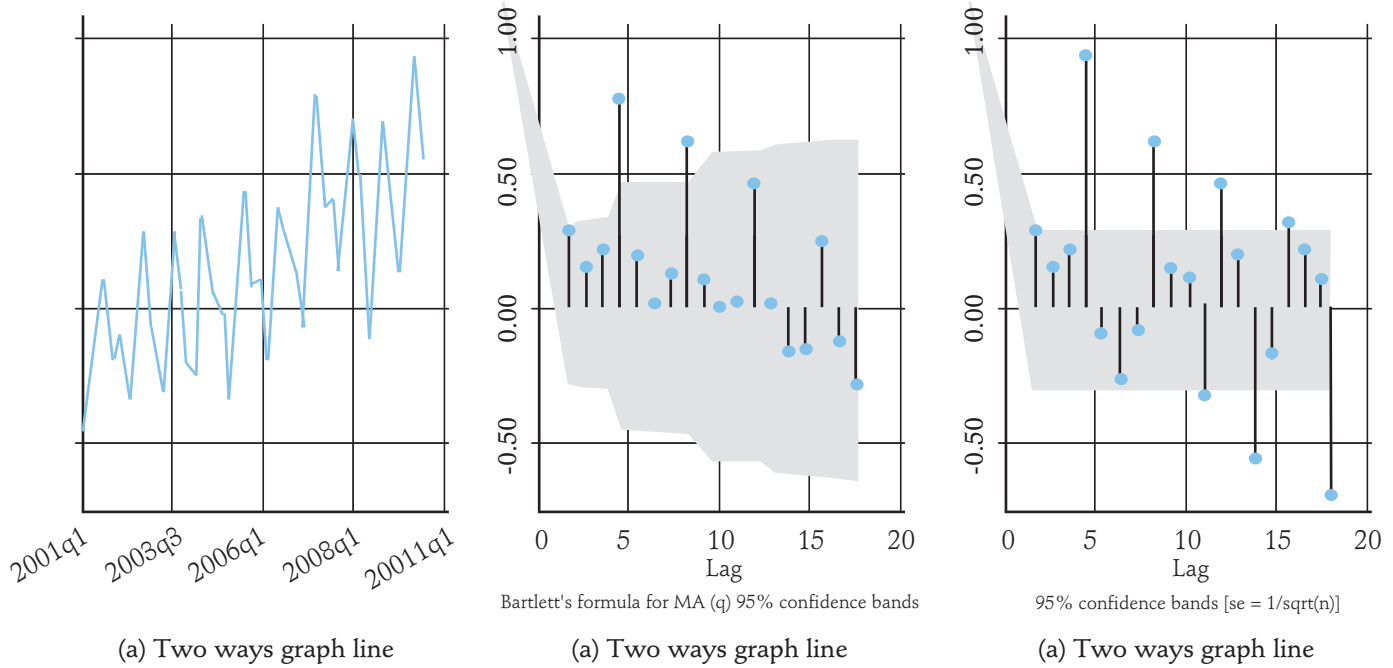 2001q1
2003q3
2006q1
2008q1
20011q1
(a) Two ways graph line
1.00
0.50
0.00
-0.50
0
5
10
15
20
Lag
Bartlett's formula for MA (q) 95% confidence bands
(a) Two ways graph line
1.00
0.50
0.00
-0.50
0
5
10
15
20
Lag
95% confidence bands [se = 1/sqrt(n)]
(a) Two ways graph line